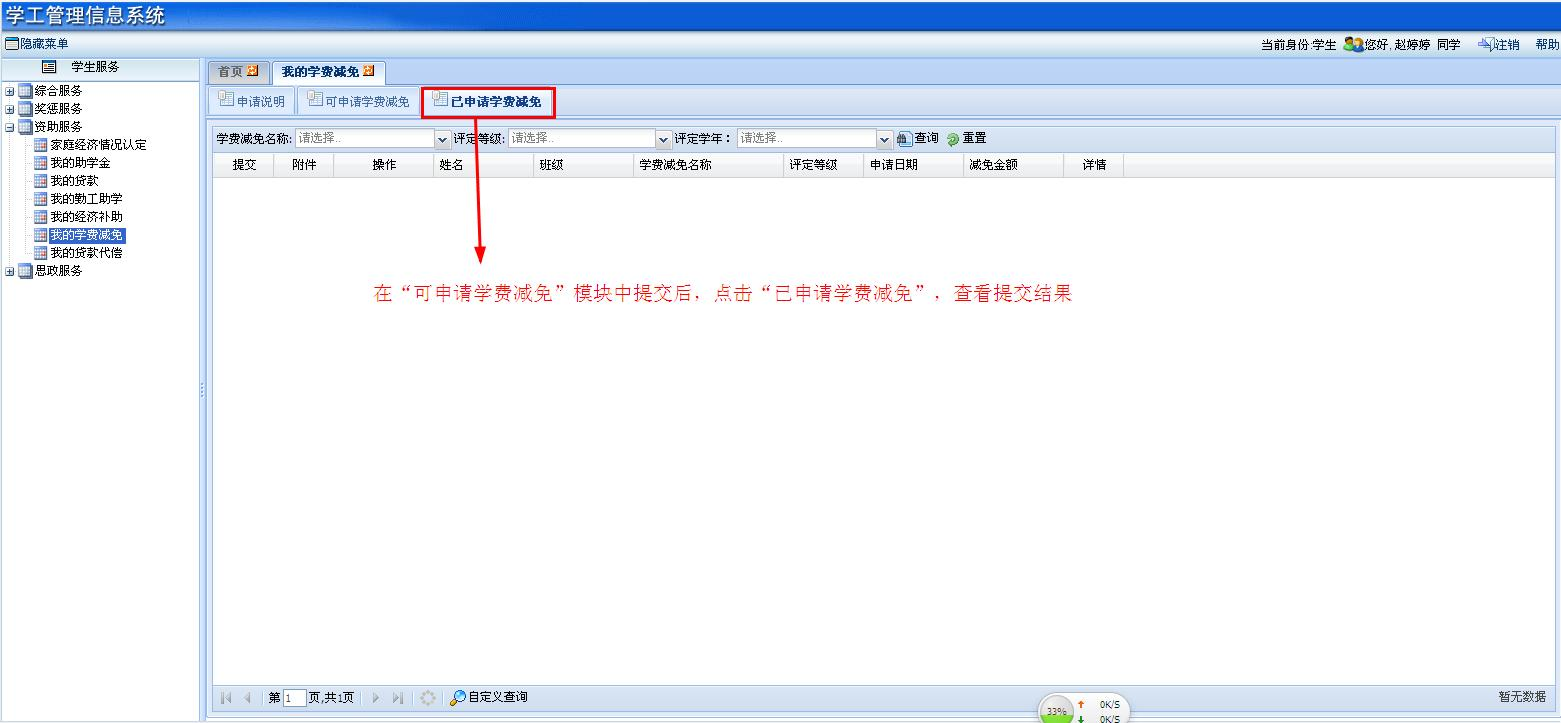 学工管理信息系统
隐藏菜单
当前身份:学生 您好, 赵婷婷 同学 注销 帮助
学生服务
综合服务
奖惩服务
资助服务
家庭经济情况认定
我的助学金
我的贷款
我的勤工助学
我的经济补助
我的学费减免
我的贷款代偿
思政服务
首页 我的学费减免
申请说明 可申请学费减免 已申请学费减免
学费减免名称: 请选择.. 评定等级: 请选择.. 评定学年： 请选择.. 查询 重置
提交 附件 操作 姓名 班级 学费减免名称 评定等级 申请日期 减免金额 详情
在“可申请学费减免”模块中提交后，点击“已申请学费减免”，查看提交结果
第 1 页,共1页 自定义查询 暂无数据
33% 0K/S
0K/S